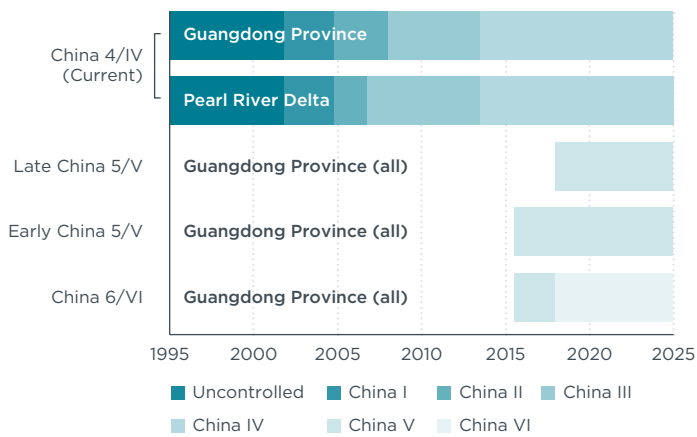 China 4/IV
(Current)
Guangdong Province
Pearl River Delta
Late China 5/V
Guangdong Province (all)
Early China 5/V
Guangdong Province (all)
China 6/VI
Guangdong Province (all)
1995 2000 2005 2010 2015 2020 2025
Uncontrolled China I China II China III
China IV China V China VI